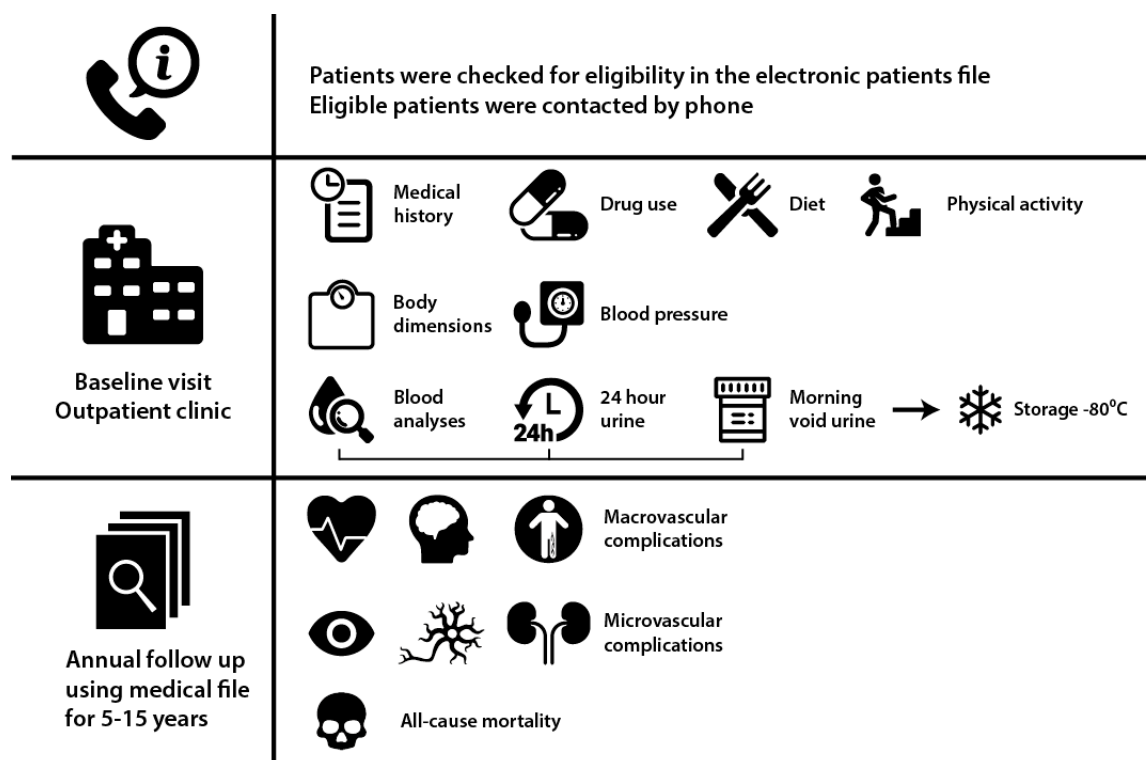 i
Patients were checked for eligibility in the electronic patients file
Eligible patients were contacted by phone
Baseline visit
Outpatient clinic
Medical
history
Drug use
Diet
Physical activity
Body
dimensions
Blood pressure
Blood
analyses
24h
24 hour
urine
Morning
void urine
Storage -80⁰C
Annual follow up
using medical file
for 5-15 years
Macrovascular
complications
Microvascular
complications
All-cause mortality